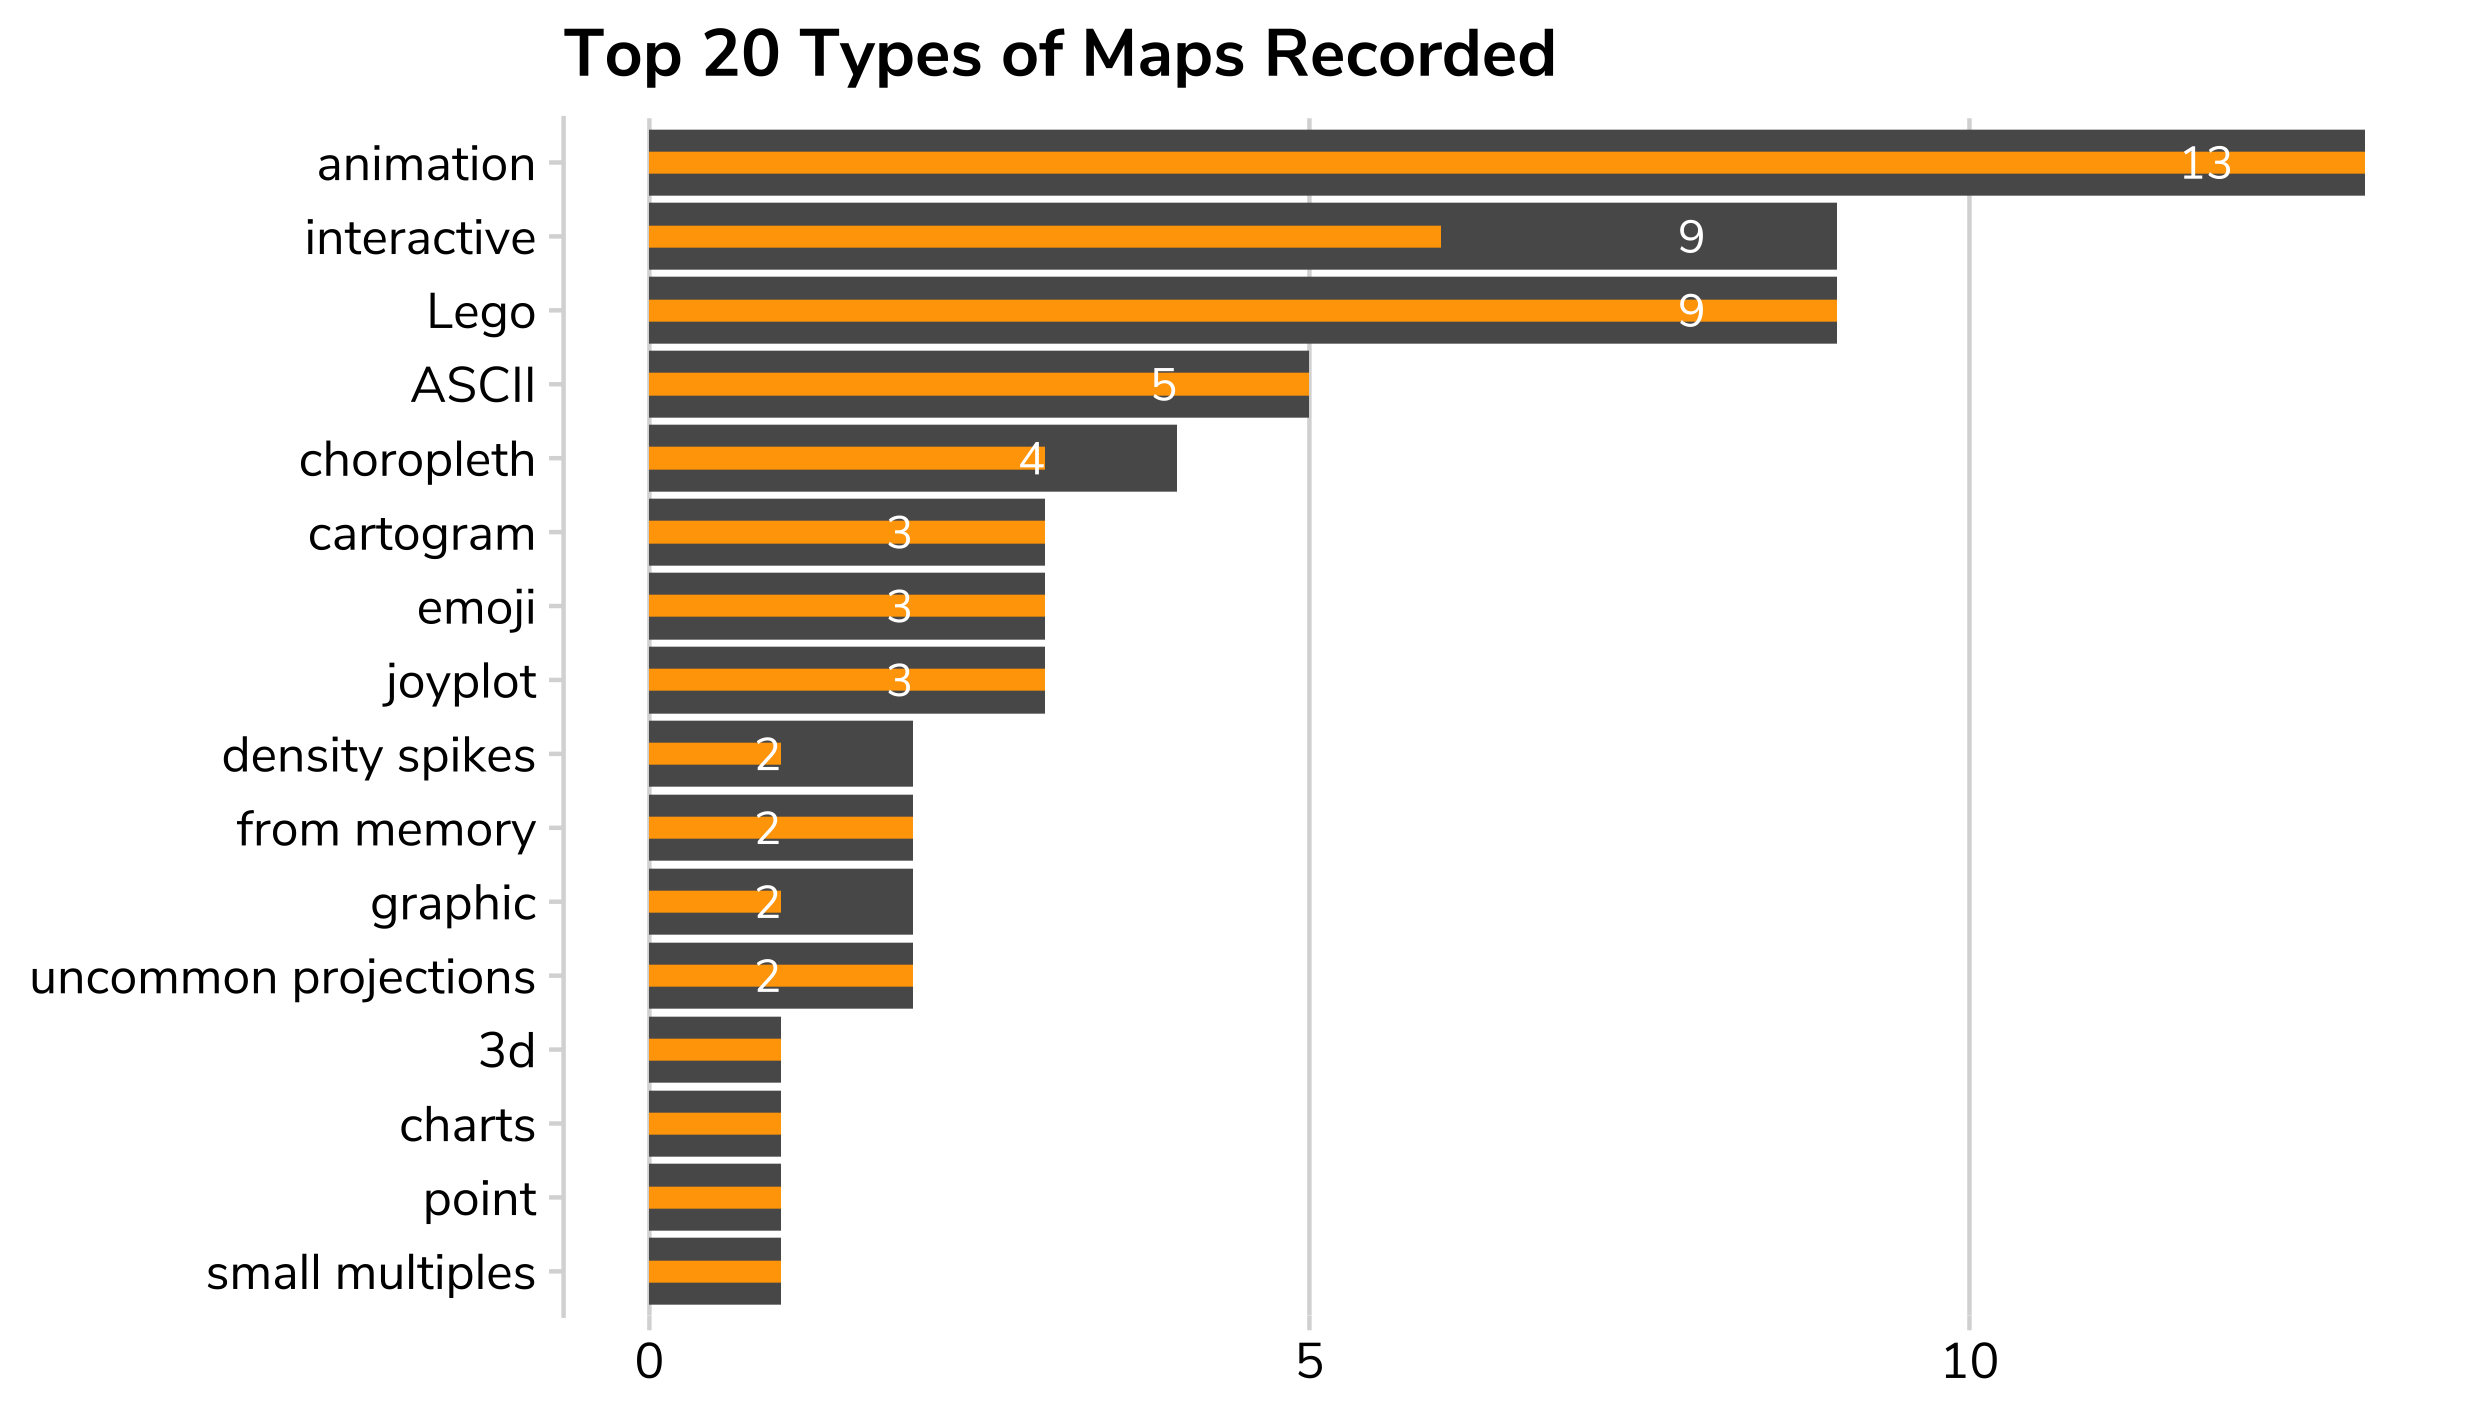 Top 20 Types of Maps Recorded
animation 13
interactive 9
Lego 9
ASCII 5
choropleth 4
cartogram 3
emoji 3
joyplot 3
density spikes 2
from memory 2
graphic 2
uncommon projections 2
3d
charts
point
small multiples
0 5 10